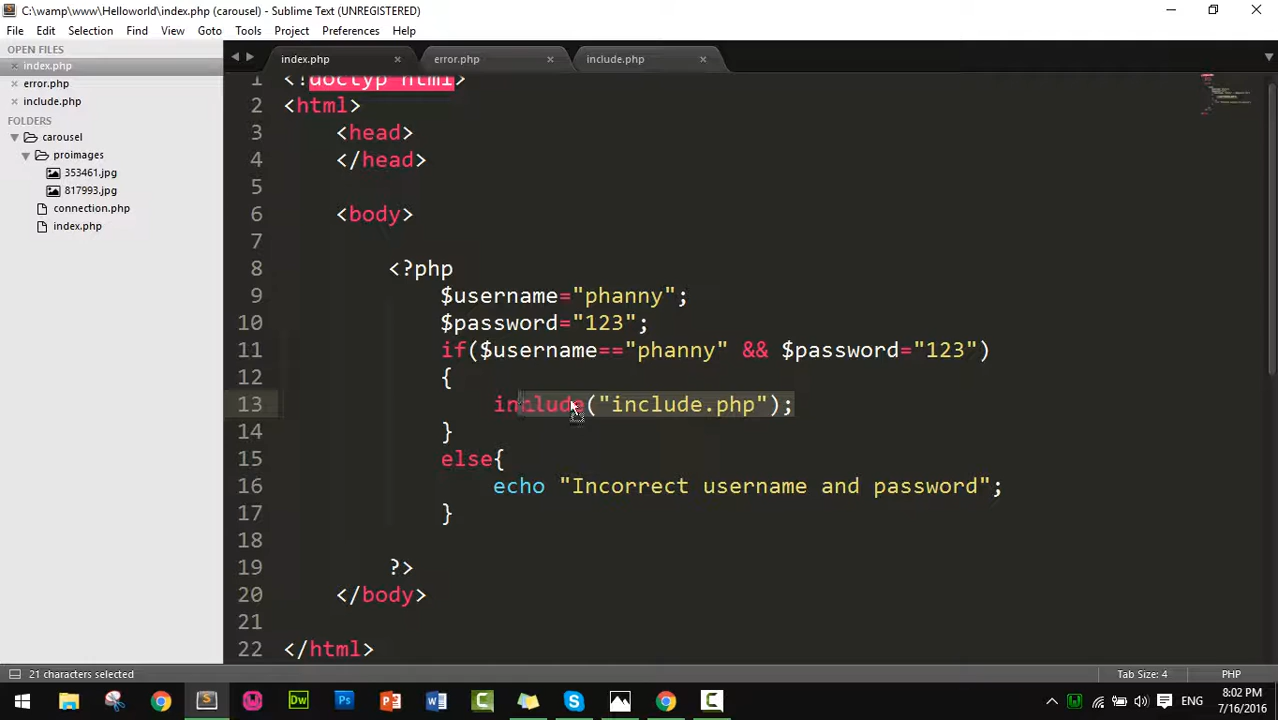 C:\wamp\www\Helloworld\index.php (carousel) - Sublime Text (UNREGISTERED)
File Edit Selection Find View Goto Tools Project Preferences Help
OPEN FILES
index.php
error.php
include.php
FOLDERS
carousel
proimages
353461.jpg
817993.jpg
connection.php
index.php
index.php error.php include.php
1 <!doctyp html>
2 <html>
3 <head>
4 </head>
5
6 <body>
7
8 <?php
9 $username="phanny";
10 $password="123";
11 if($username=="phanny" && $password="123")
12 {
13 include("include.php");
14 }
15 else{
16 echo "Incorrect username and password";
17 }
18
19 ?>
20 </body>
21
22 </html>
21 characters selected Tab Size: 4 PHP
ENG
8:02 PM
7/16/2016